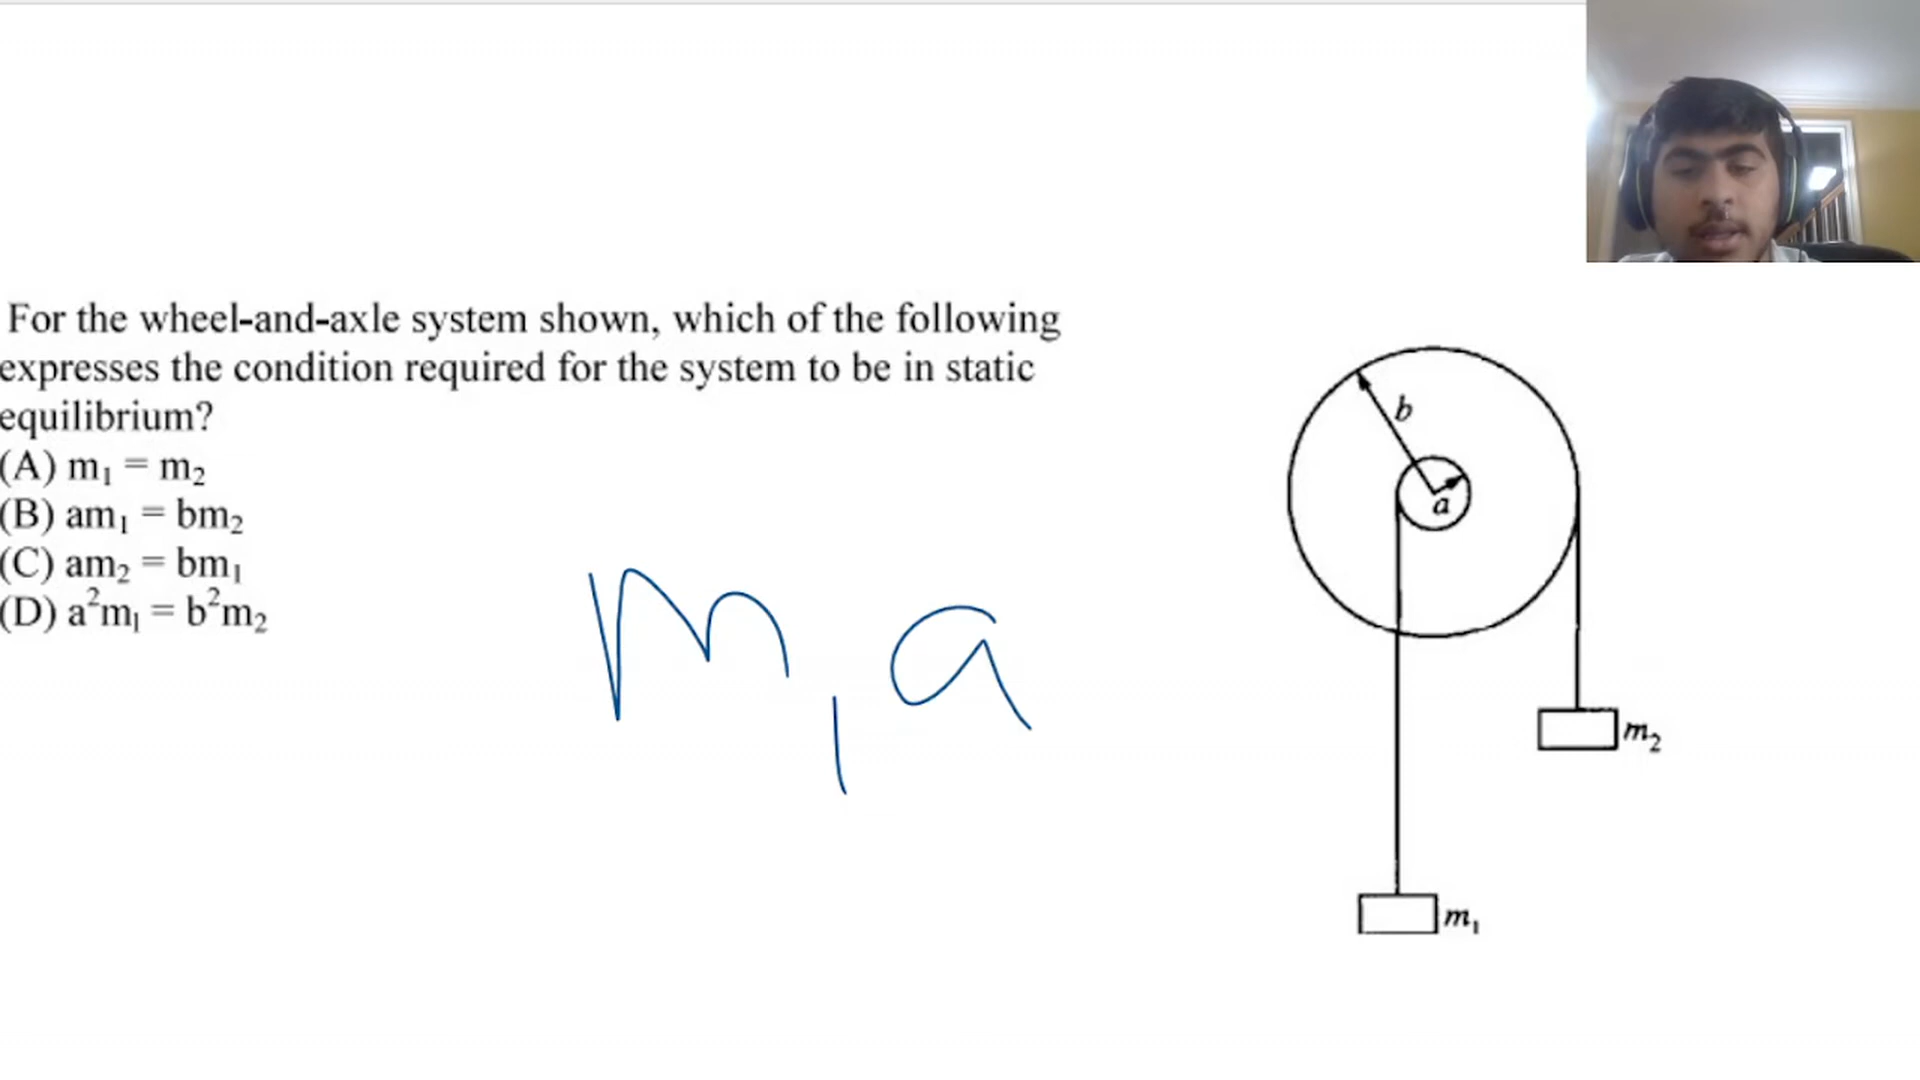 For the wheel-and-axle system shown, which of the following
expresses the condition required for the system to be in static
equilibrium?
(A) m₁ = m₂
(B) am₁ = bm₂
(C) am₂ = bm₁
(D) a²m₁ = b²m₂
m₁a
b
a
m₂
m₁